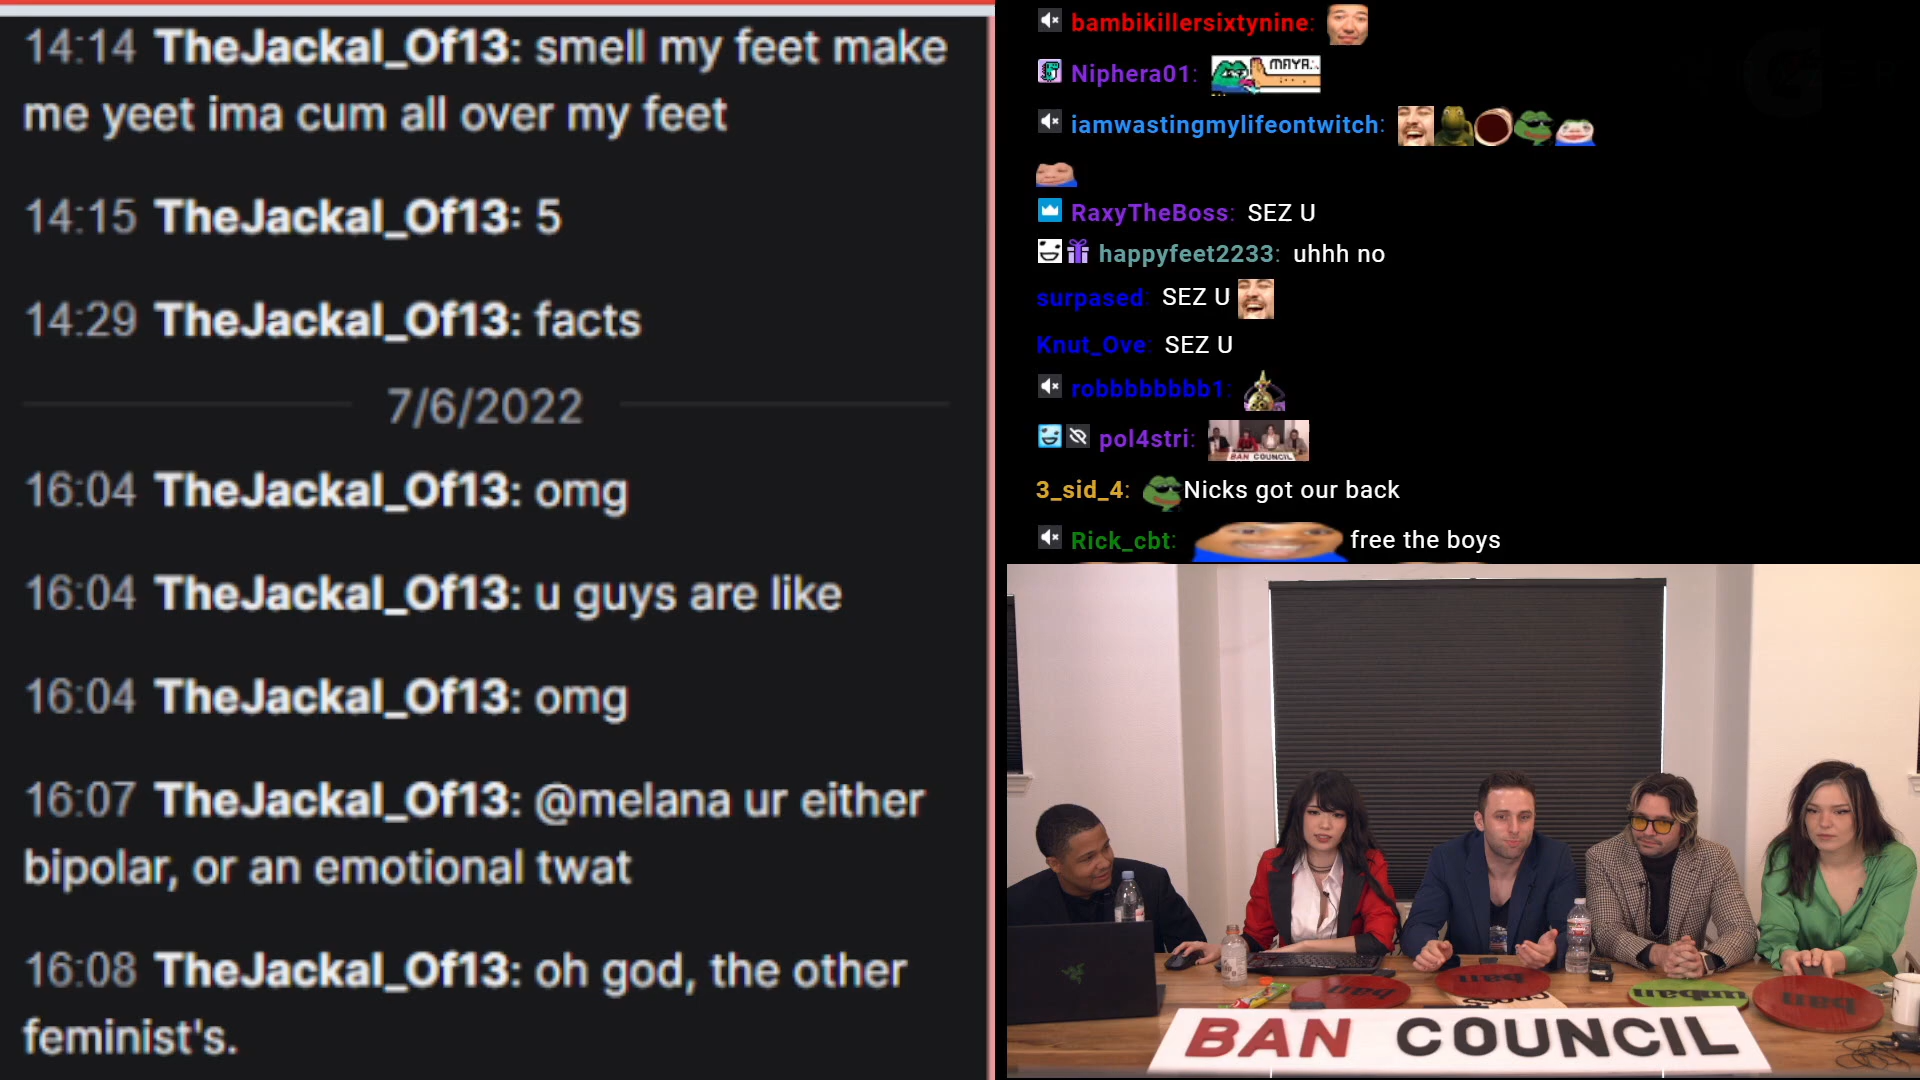 14:14 TheJackal_Of13: smell my feet make
me yeet ima cum all over my feet
14:15 TheJackal_Of13: 5
14:29 TheJackal_Of13: facts
7/6/2022
16:04 TheJackal_Of13: omg
16:04 TheJackal_Of13: u guys are like
16:04 TheJackal_Of13: omg
16:07 TheJackal_Of13: @melana ur either
bipolar, or an emotional twat
16:08 TheJackal_Of13: oh god, the other
feminist's.
bambikillersixtynine:
Niphera01: MAYA
iamwastingmylifeontwitch:
RaxyTheBoss: SEZ U
happyfeet2233: uhhh no
surpased: SEZ U
Knut_Ove: SEZ U
robbbbbbbbb1:
pol4stri: BAN COUNCIL
3_sid_4: Nicks got our back
Rick_cbt: free the boys
ban
ban
unban
ban
BAN COUNCIL